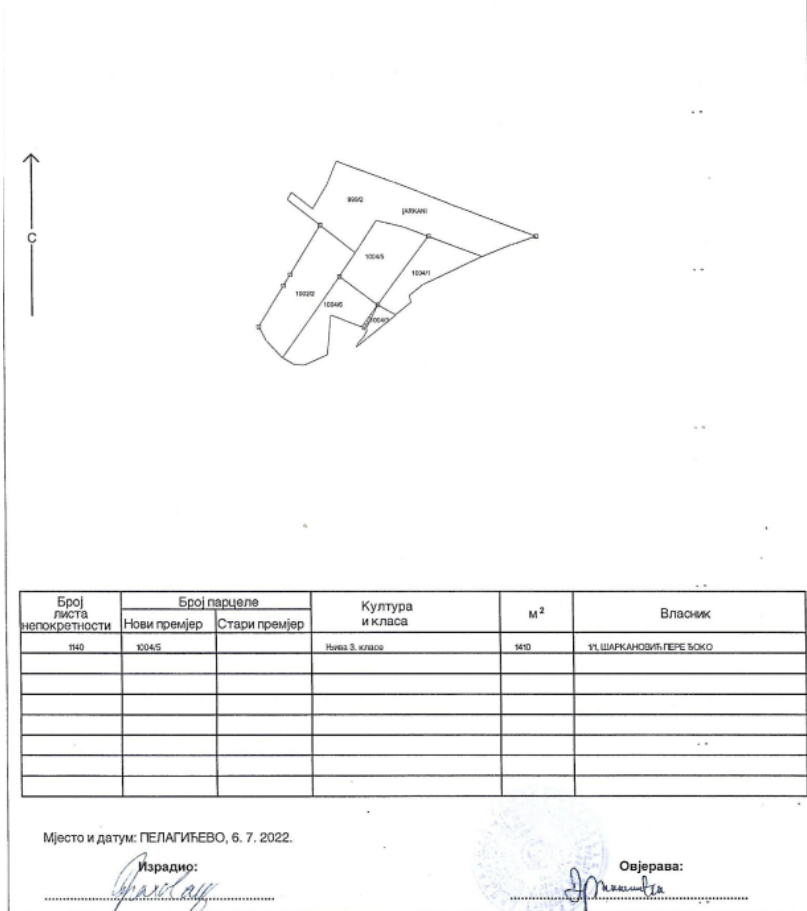 999/2
ŠARKANI
С
1004/5
1004/1
1002/2
1004/6
1004/3
Број листа непокретности
Број парцеле
Нови премјер
Стари премјер
Култура и класа
м²
Власник
1140
1004/5
Њива 3. класе
1410
1/1, ШАРКАНОВИЋ ПЕРЕ ЂОКО
Мјесто и датум: ПЕЛАГИЋЕВО, 6. 7. 2022.
Израдио:
Овјерава: